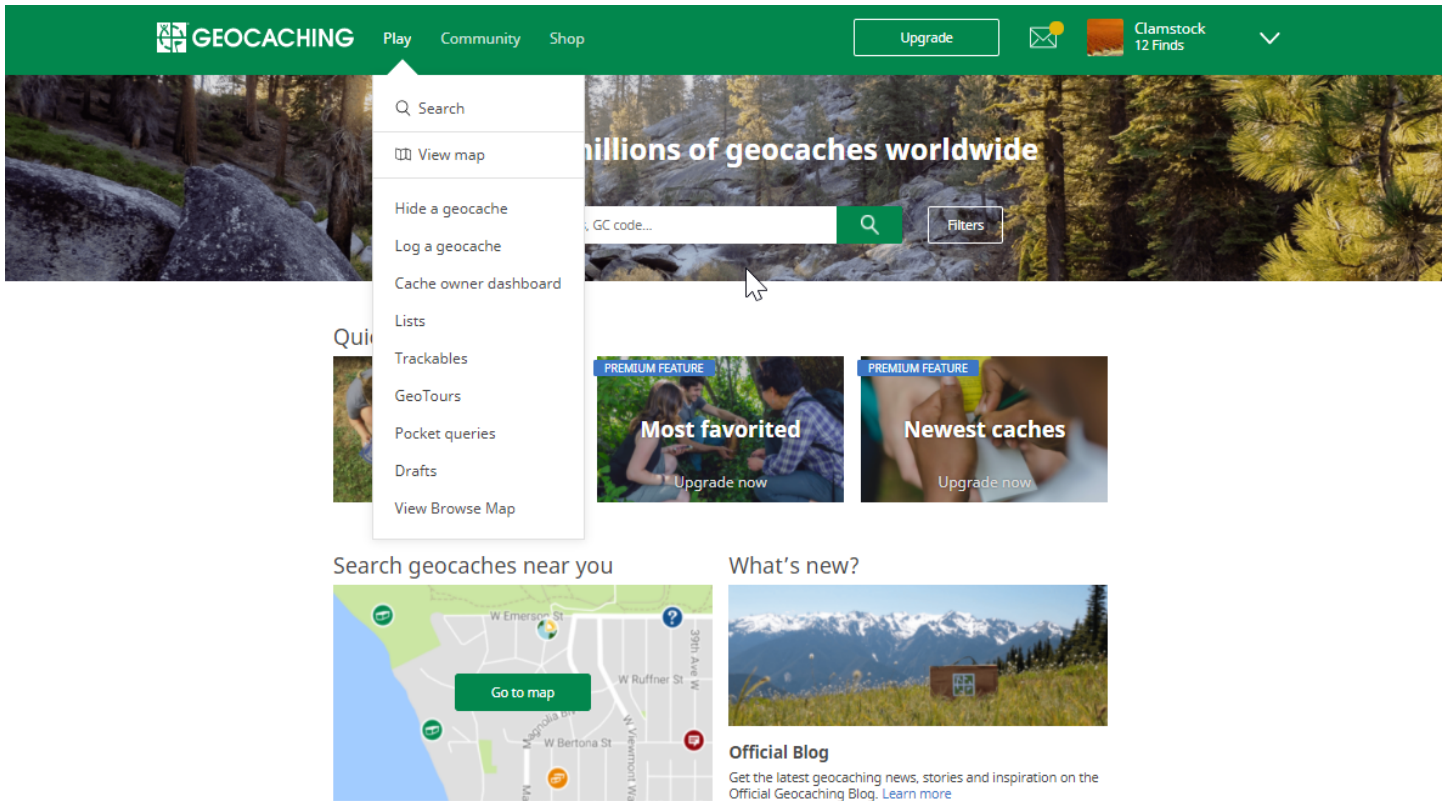 GEOCACHING
Play
Community
Shop
Upgrade
Clamstock
12 Finds
Search
View map
Hide a geocache
Log a geocache
Cache owner dashboard
Lists
Trackables
GeoTours
Pocket queries
Drafts
View Browse Map
of geocaches worldwide
GC code...
Filters
PREMIUM FEATURE
Most favorited
Upgrade now
PREMIUM FEATURE
Newest caches
Upgrade now
Search geocaches near you
W Emerson St
39th Ave W
W Ruffner St
Go to map
Magnolia
W Bertona St
W Viewmont Wa
What's new?
Official Blog
Get the latest geocaching news, stories and inspiration on the
Official Geocaching Blog. Learn more